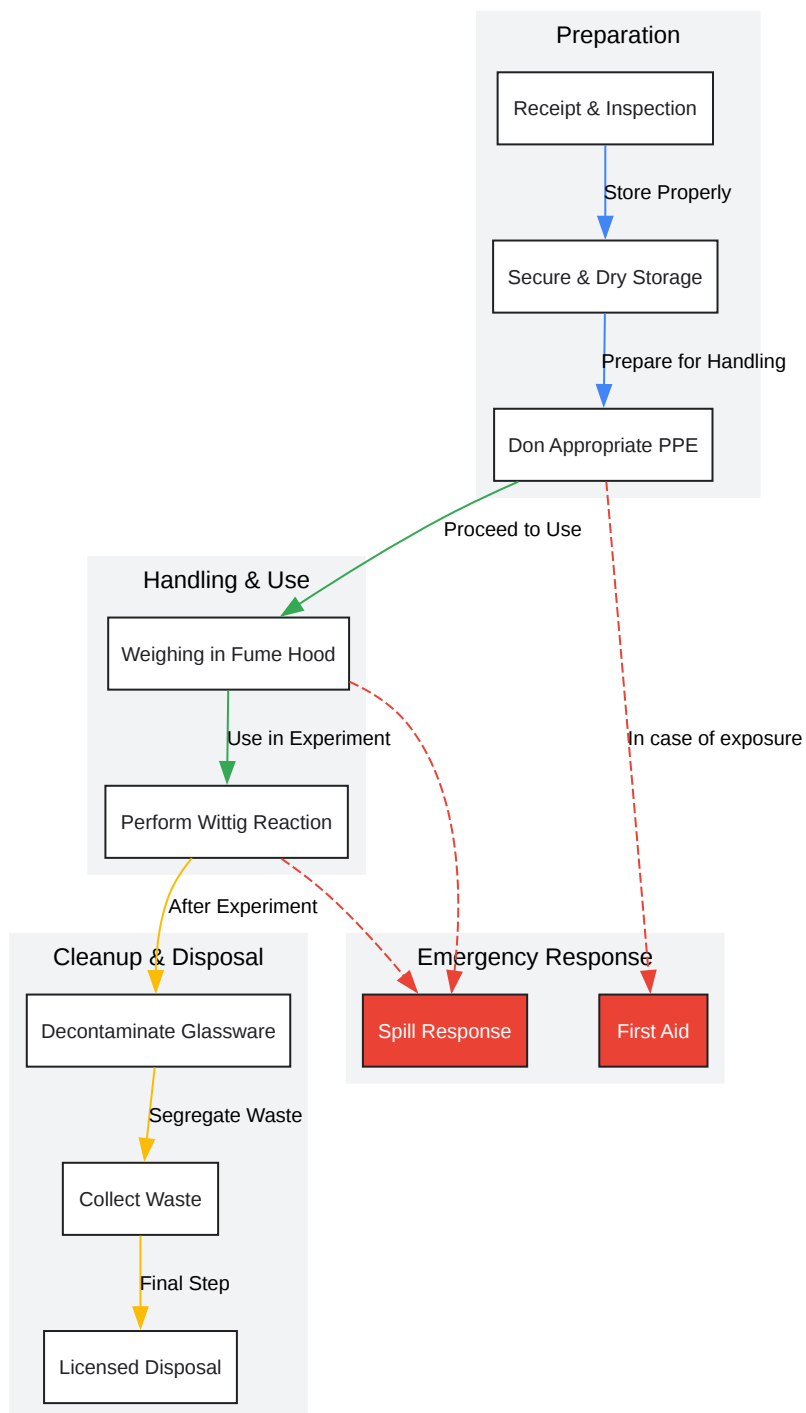 Preparation
Receipt & Inspection
Store Properly
Secure & Dry Storage
Prepare for Handling
Don Appropriate PPE
Proceed to Use
Handling & Use
Weighing in Fume Hood
Use in Experiment
In case of exposure
Perform Wittig Reaction
After Experiment
Cleanup & Disposal
Emergency Response
Decontaminate Glassware
Spill Response
First Aid
Segregate Waste
Collect Waste
Final Step
Licensed Disposal